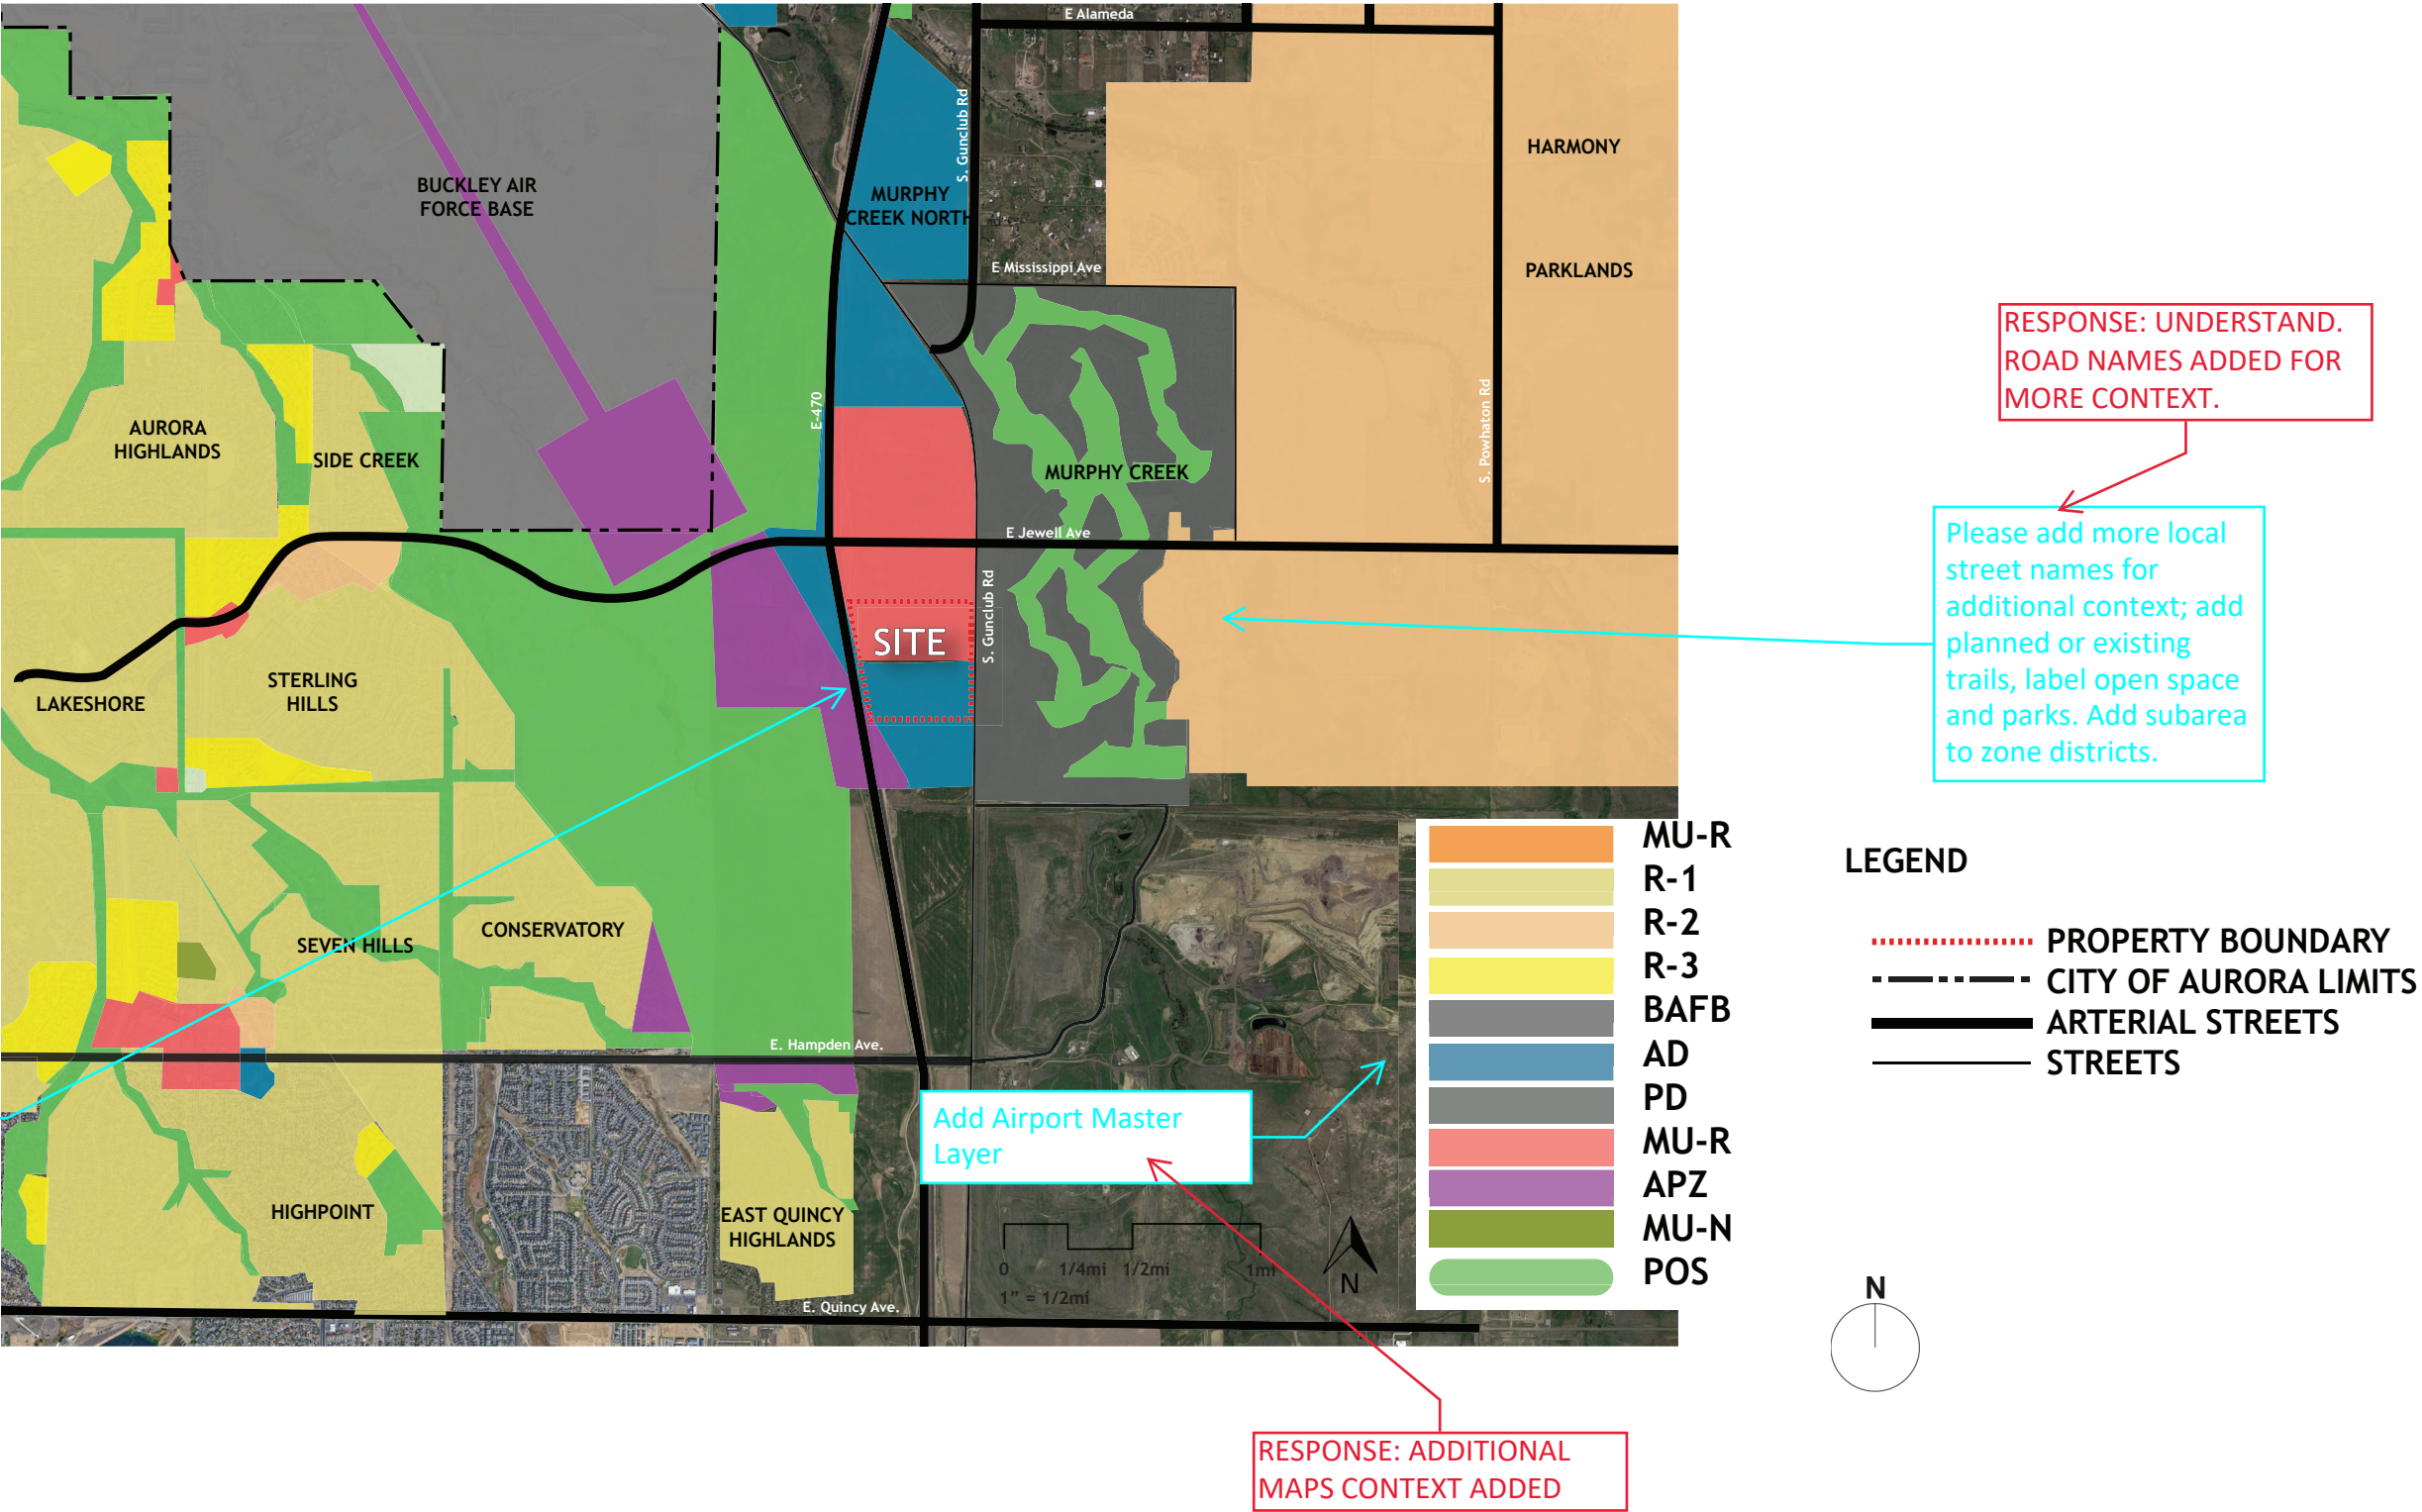 E Alameda
S. Gunclub Rd
HARMONY
BUCKLEY AIR
FORCE BASE
MURPHY
CREEK NORTH
E Mississippi Ave
PARKLANDS
RESPONSE: UNDERSTAND.
ROAD NAMES ADDED FOR
MORE CONTEXT.
E-470
S. Powhaton Rd
AURORA
HIGHLANDS
SIDE CREEK
MURPHY CREEK
E Jewell Ave
Please add more local
street names for
additional context; add
planned or existing
trails, label open space
and parks. Add subarea
to zone districts.
S. Gunclub Rd
SITE
STERLING
HILLS
LAKESHORE
MU-R
R-1
R-2
R-3
BAFB
AD
PD
MU-R
APZ
MU-N
POS
LEGEND
PROPERTY BOUNDARY
CITY OF AURORA LIMITS
ARTERIAL STREETS
STREETS
CONSERVATORY
SEVEN HILLS
E. Hampden Ave.
Add Airport Master
Layer
HIGHPOINT
EAST QUINCY
HIGHLANDS
0 1/4mi 1/2mi 1mi
1" = 1/2mi
N
E. Quincy Ave.
N
RESPONSE: ADDITIONAL
MAPS CONTEXT ADDED